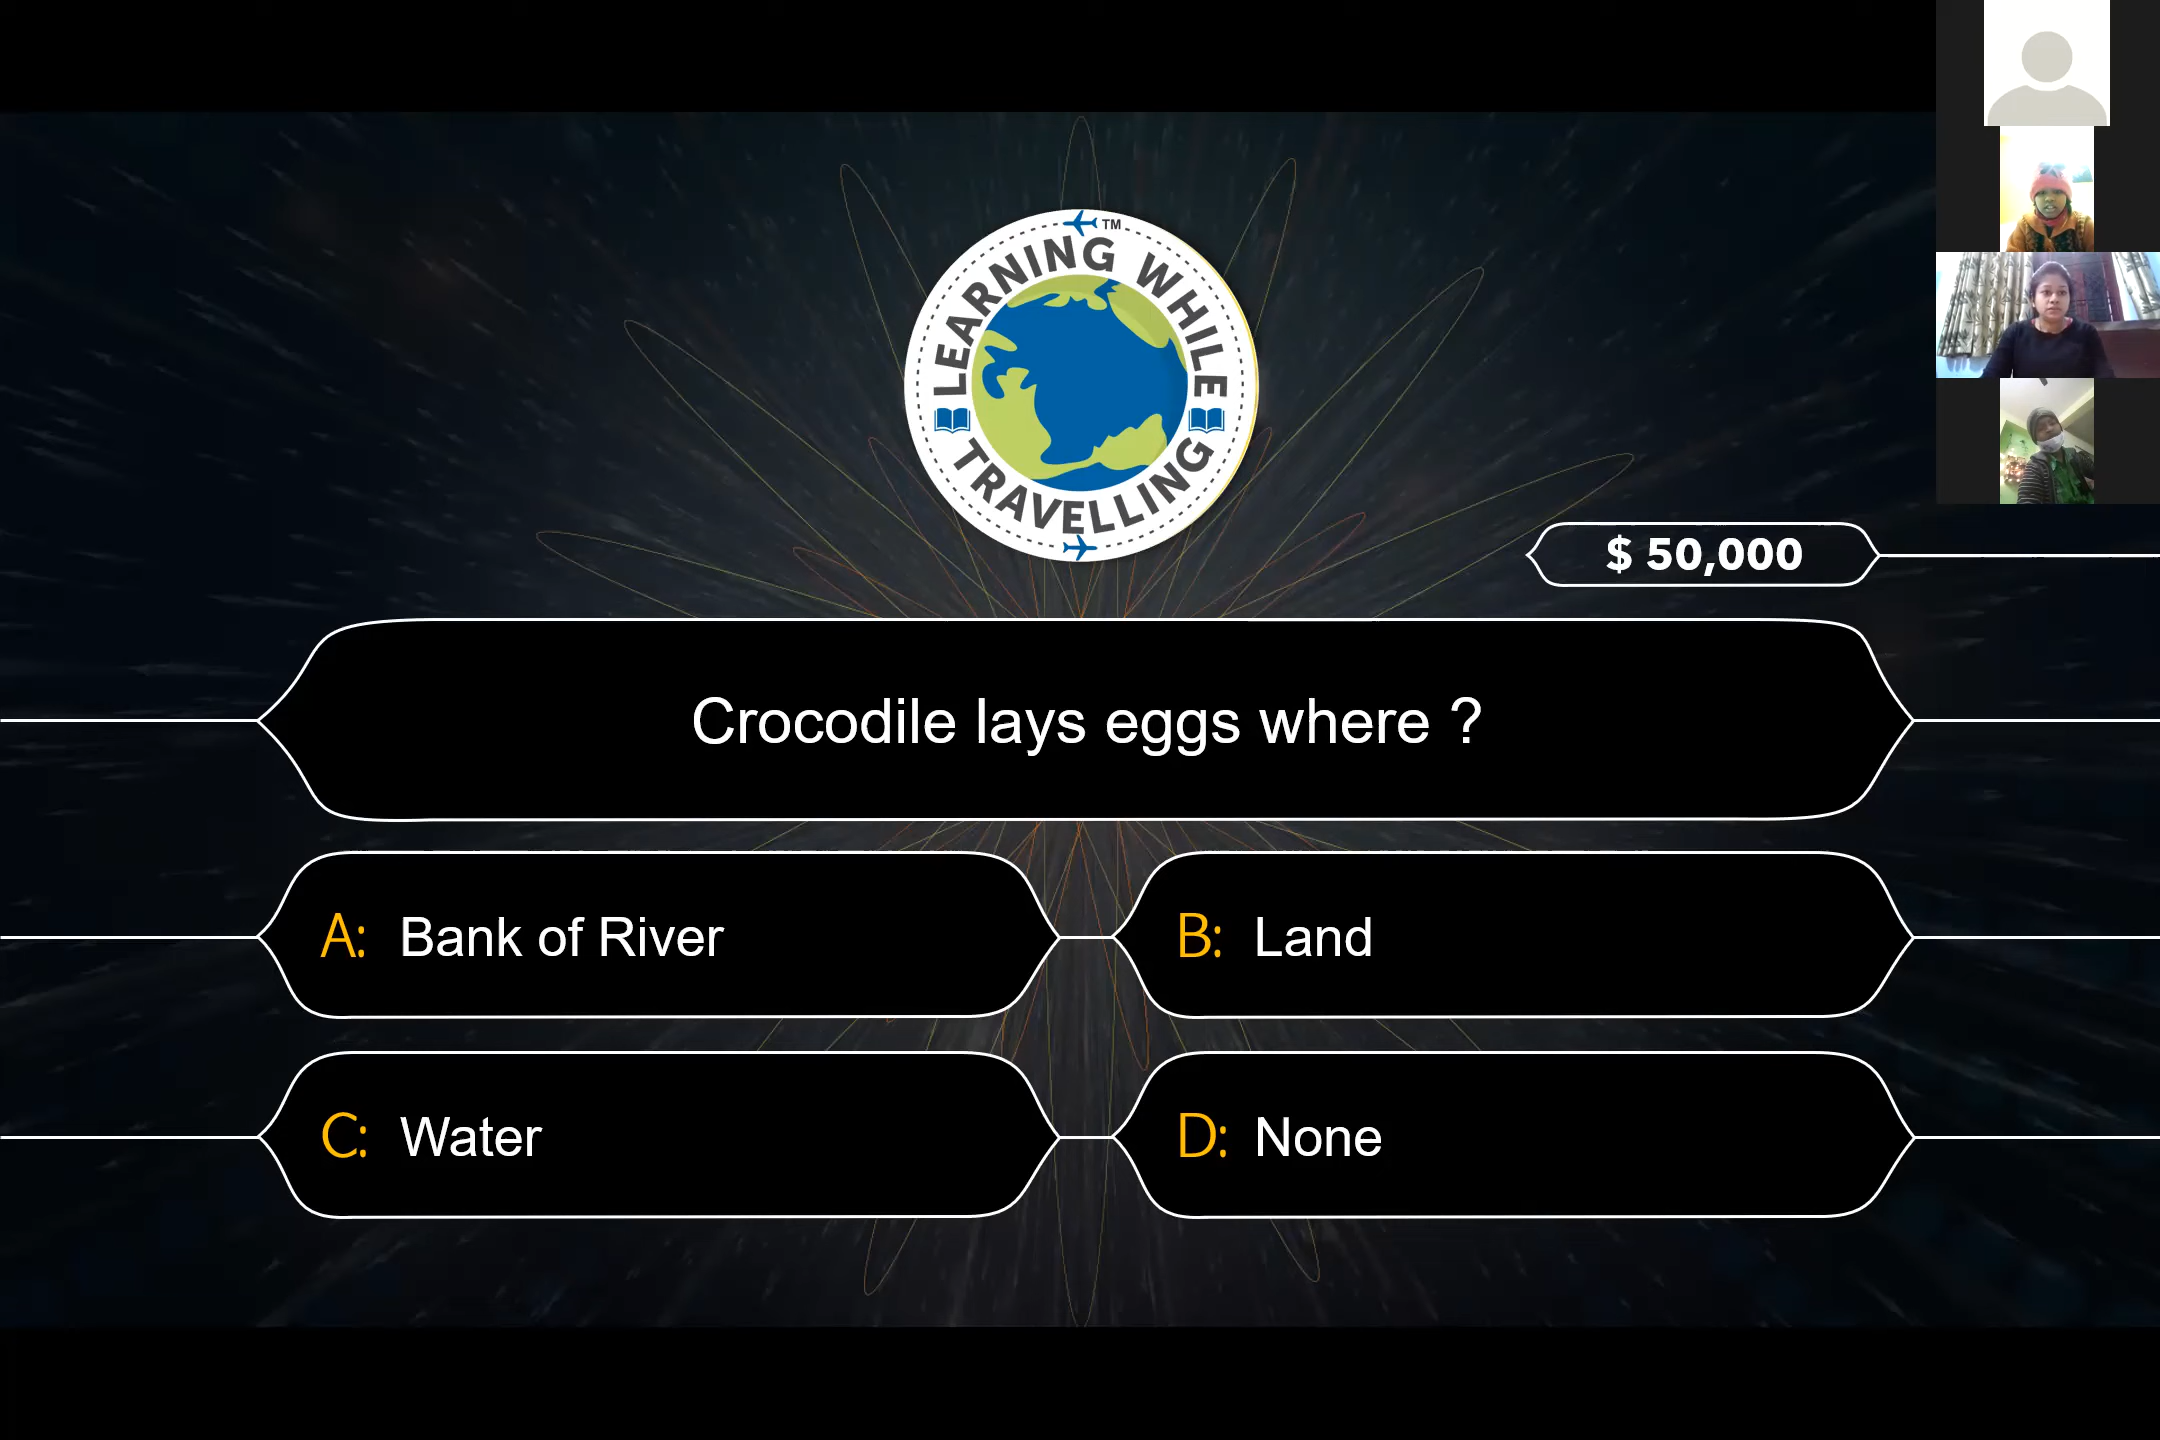 LEARNING WHILE
TRAVELLING
TM
$ 50,000
Crocodile lays eggs where ?
A: Bank of River
B: Land
C: Water
D: None